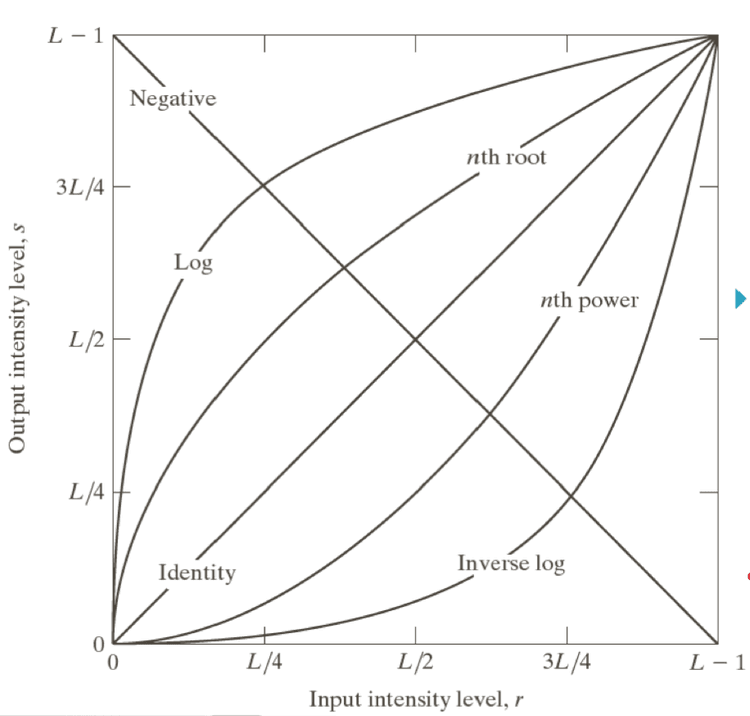 L − 1
Negative
nth root
3L/4
Log
nth power
L/2
Output intensity level, s
L/4
Inverse log
Identity
0
0
L/4
L/2
3L/4
L − 1
Input intensity level, r